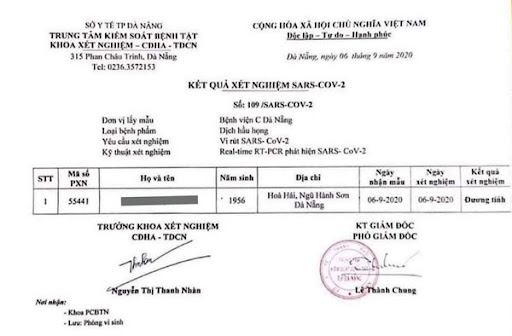 SỞ Y TẾ TP ĐÀ NẴNG
TRUNG TÂM KIỂM SOÁT BỆNH TẬT
KHOA XÉT NGHIỆM – CDHA - TDCN
315 Phan Châu Trinh, Đà Nẵng
Tel: 0236.3572153
CỘNG HÒA XÃ HỘI CHỦ NGHĨA VIỆT NAM
Độc lập – Tự do – Hạnh phúc
Đà Nẵng, ngày 06 tháng 9 năm 2020
KẾT QUẢ XÉT NGHIỆM SARS-COV-2
Số: 109 /SARS-COV-2
Đơn vị lấy mẫu Bệnh viện C Đà Nẵng
Loại bệnh phẩm Dịch hầu họng
Yêu cầu xét nghiệm Vi rút SARS- CoV-2
Kỹ thuật xét nghiệm Real-time RT-PCR phát hiện SARS- CoV-2
STT Mã số PXN Họ và tên Năm sinh Địa chỉ Ngày nhận mẫu Ngày xét nghiệm Kết quả xét nghiệm
1 55441 1956 Hoà Hải, Ngũ Hành Sơn Đà Nẵng 06-9-2020 06-9-2020 Dương tính
TRƯỞNG KHOA XÉT NGHIỆM
CDHA - TDCN
Nguyễn Thị Thanh Nhàn
KT GIÁM ĐỐC
PHÓ GIÁM ĐỐC
Lê Thành Chung
Nơi nhận:
- Khoa PCBTN
- Lưu: Phòng vi sinh